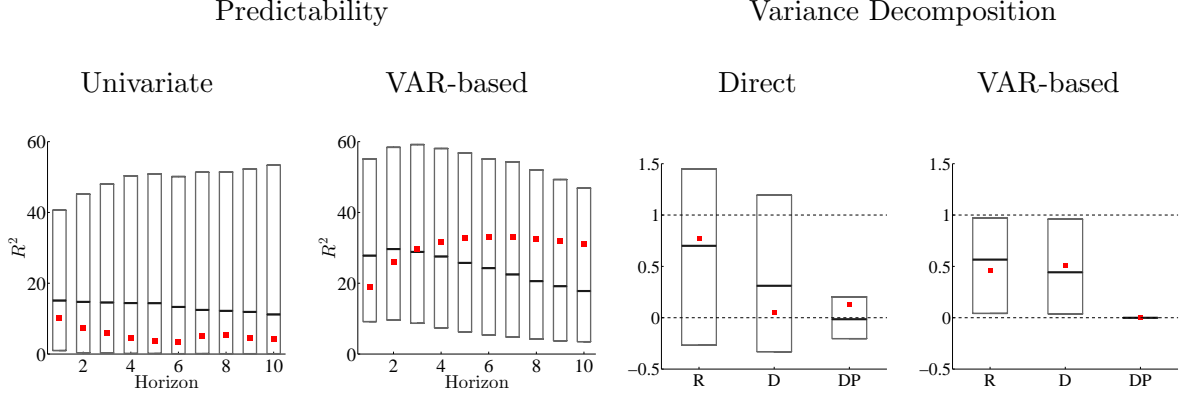 Predictability
Variance Decomposition
Univariate
VAR-based
Direct
VAR-based
60
40
20
0
R²
2 4 6 8 10
Horizon
60
40
20
0
R²
2 4 6 8 10
Horizon
1.5
1
0.5
0
−0.5
R D DP
1.5
1
0.5
0
−0.5
R D DP